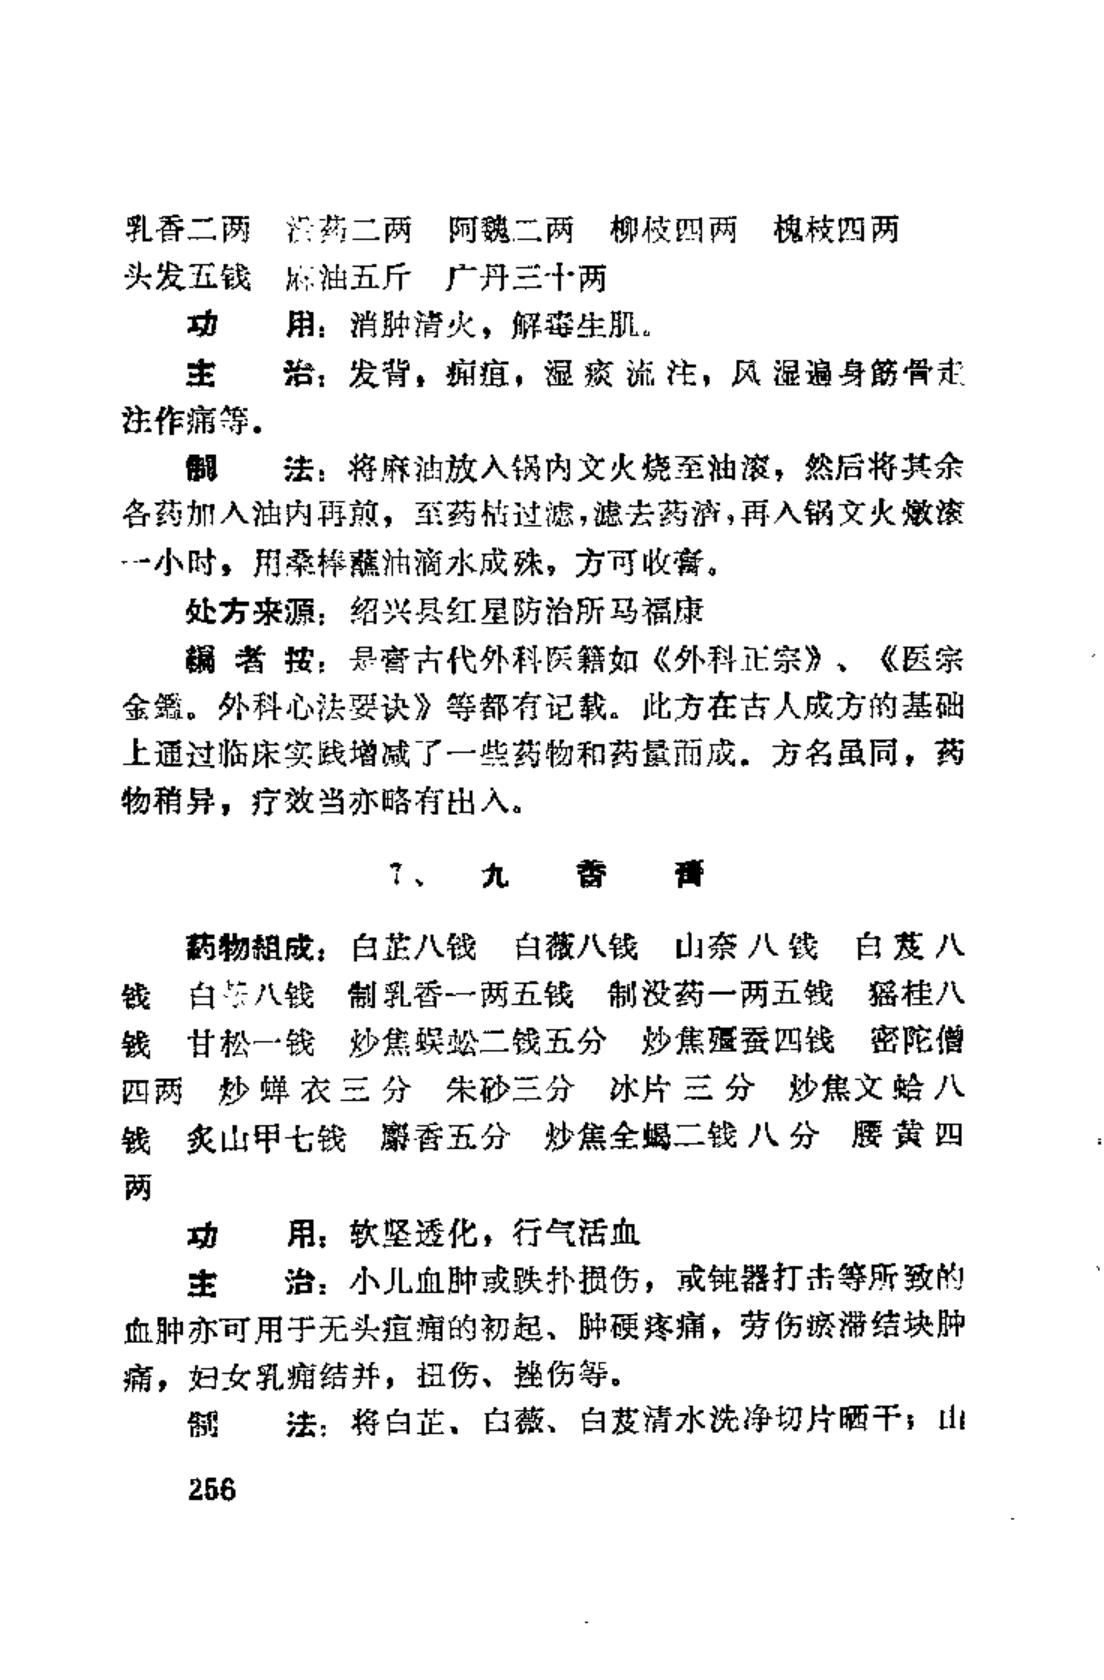 乳香二两　没药二两　阿魏二两　柳枝四两　槐枝四两
头发五钱　麻油五斤　广丹三十两
功　　用：消肿清火，解毒生肌。
主　　治：发背，痈疽，湿痰流注，风湿遍身筋骨走
注作痛等。
制　　法：将麻油放入锅内文火烧至油滚，然后将其余
各药加入油内再煎，至药枯过滤，滤去药渣，再入锅文火燉滚
一小时，用桑棒蘸油滴水成殊，方可收膏。
处方来源：绍兴县红星防治所马福康
编 者 按：是膏古代外科医籍如《外科正宗》、《医宗
金鑑。外科心法要诀》等都有记载。此方在古人成方的基础
上通过临床实践增减了一些药物和药量而成。方名虽同，药
物稍异，疗效当亦略有出入。
7、　九　香　膏
药物组成：白芷八钱　白薇八钱　山奈八钱　白芨八
钱　白　八钱　制乳香一两五钱　制没药一两五钱　猺桂八
钱　甘松一钱　炒焦蜈蚣二钱五分　炒焦殭蚕四钱　密陀僧
四两　炒蝉衣三分　朱砂三分　冰片三分　炒焦文蛤八
钱　炙山甲七钱　麝香五分　炒焦全蝎二钱八分　腰黄四
两
功　　用：软坚透化，行气活血
主　　治：小儿血肿或跌扑损伤，或钝器打击等所致的
血肿亦可用于无头疽痈的初起、肿硬疼痛，劳伤瘀滞结块肿
痛，妇女乳痈结并，扭伤、挫伤等。
制　　法：将白芷、白薇、白芨清水洗净切片晒干；山
256